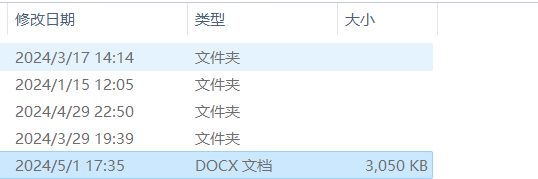 修改日期 类型 大小
2024/3/17 14:14 文件夹
2024/1/15 12:05 文件夹
2024/4/29 22:50 文件夹
2024/3/29 19:39 文件夹
2024/5/1 17:35 DOCX 文档 3,050 KB